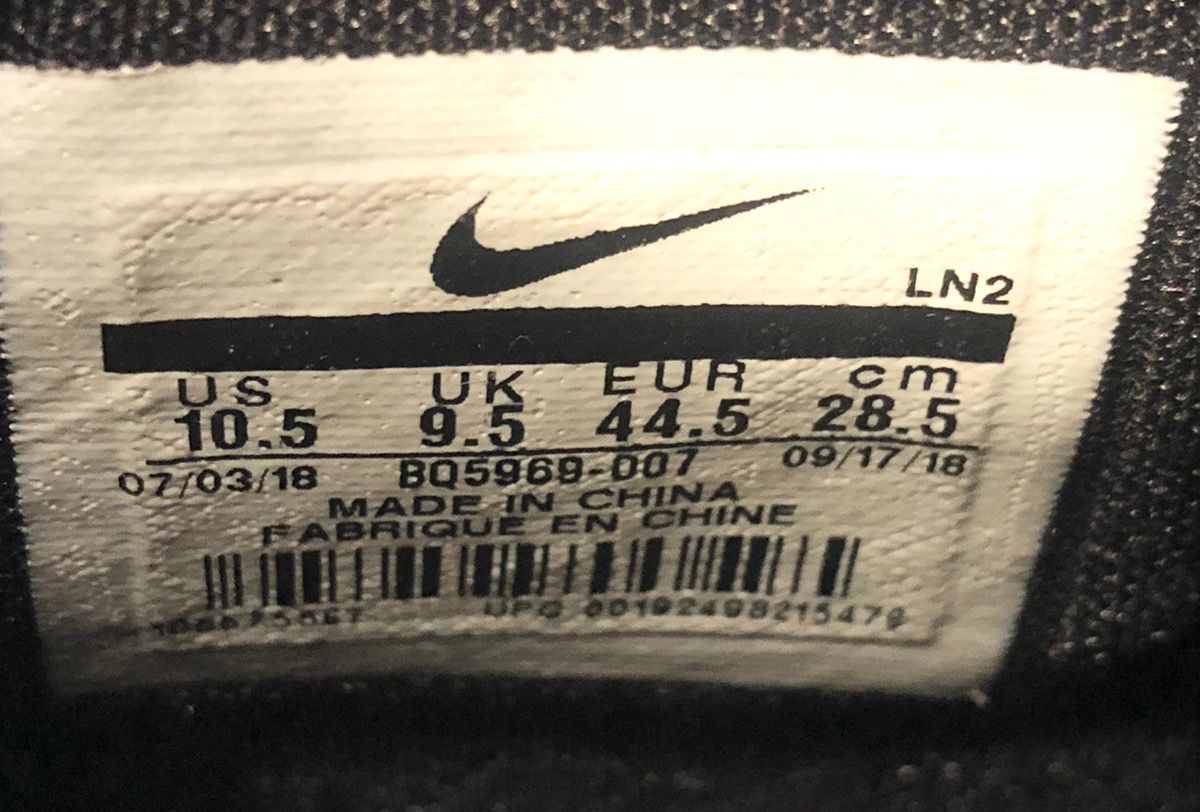 LN2
US UK EUR cm
10.5 9.5 44.5 28.5
07/03/18 BQ5969-007 09/17/18
MADE IN CHINA
FABRIQUE EN CHINE
UPC 00192498215479